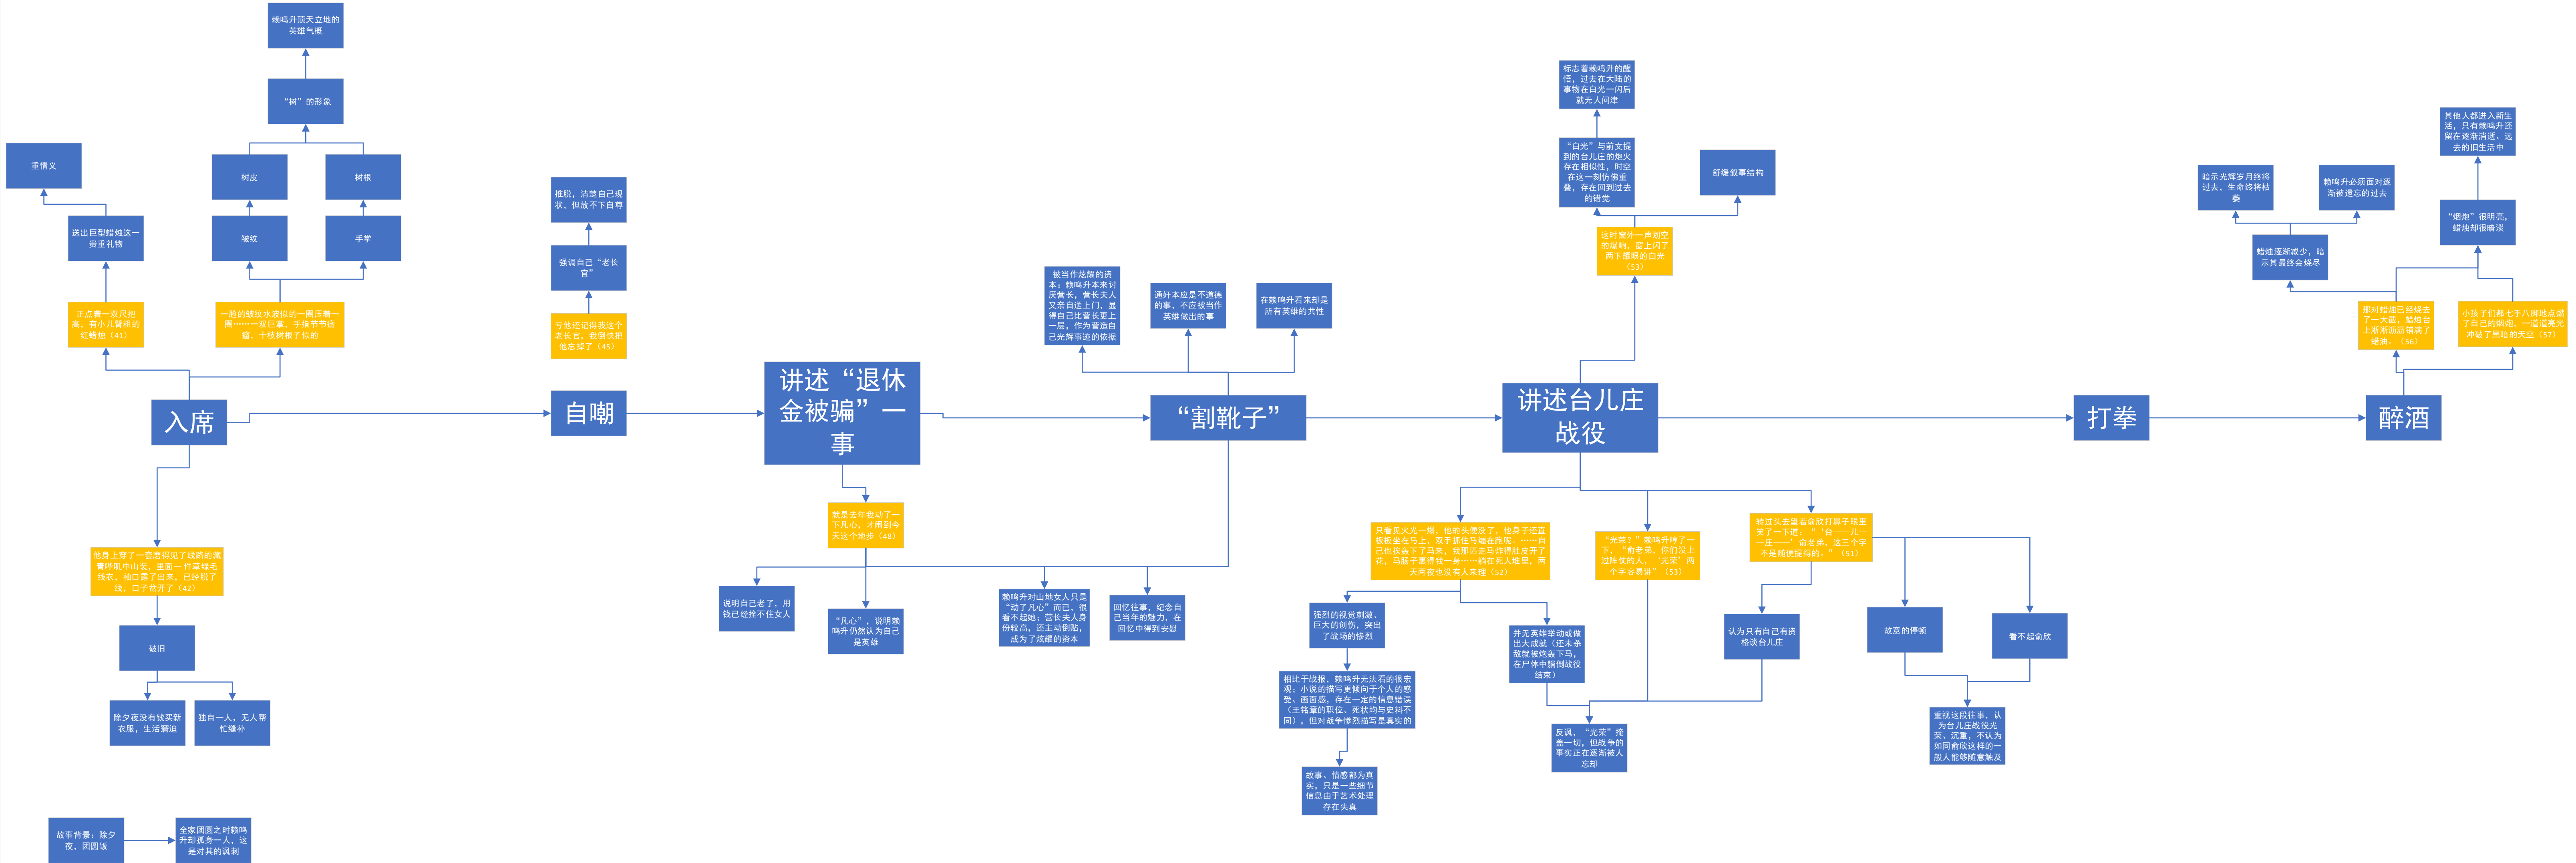 赖鸣升顶天立地的
英雄气概
“树”的形象
树皮
树根
皱纹
手掌
重情义
送出巨型蜡烛这一
贵重礼物
正点着一双尺把
高，有小儿臂粗的
红蜡烛（41）
一脸的皱纹水波似的一圈压着一
圈……一双巨掌，手指节节瘤
瘤，十枝树根子似的
入席
他身上穿了一套磨得见了线路的藏
青哔叽中山装，里面一件草绿毛
线衣，袖口露了出来，已经脱了
线，口子岔开了（42）
破旧
除夕夜没有钱买新
衣服，生活窘迫
独自一人，无人帮
忙缝补
故事背景：除夕
夜，团圆饭
全家团圆之时赖鸣
升却孤身一人，这
是对其的讽刺
推脱，清楚自己现
状，但放不下自尊
强调自己“老长
官”
亏他还记得我这个
老长官，我倒快把
他忘掉了（45）
自嘲
讲述“退休
金被骗”一
事
就是去年我动了一
下凡心，才闹到今
天这个地步（48）
说明自己老了，用
钱已经拴不住女人
“凡心”，说明赖
鸣升仍然认为自己
是英雄
赖鸣升对山地女人只是
“动了凡心”而已，很
看不起她；营长夫人身
份较高，还主动倒贴，
成为了炫耀的资本
回忆往事，纪念自
己当年的魅力，在
回忆中得到安慰
被当作炫耀的资
本：赖鸣升本来讨
厌营长，营长夫人
又亲自送上门，显
得自己比营长更上
一层，作为营造自
己光辉事迹的依据
通奸本应是不道德
的事，不应被当作
英雄做出的事
在赖鸣升看来却是
所有英雄的共性
“割靴子”
标志着赖鸣升的醒
悟，过去在大陆的
事物在白光一闪后
就无人问津
“白光”与前文提
到的台儿庄的炮火
存在相似性，时空
在这一刻仿佛重
叠，存在回到过去
的错觉
舒缓叙事结构
这时窗外一声划空
的爆响，窗上闪了
两下耀眼的白光
（53）
讲述台儿庄
战役
只看见火光一爆，他的头便没了，他身子还直
板板坐在马上，双手抓住马缰在跑呢。……自
己也挨轰下了马来，我那匹走马炸得肚皮开了
花，马肠子裹得我一身……躺在死人堆里，两
天两夜也没有人来理（52）
“光荣？”赖鸣升哼了一
下，“俞老弟，你们没上
过阵仗的人，‘光荣’两
个字容易讲”（53）
转过头去望着俞欣打鼻子眼里
笑了一下道：“‘台——儿—
—庄——’俞老弟，这三个字
不是随便提得的。”（51）
强烈的视觉刺激、
巨大的创伤，突出
了战场的惨烈
相比于战报，赖鸣升无法看的很宏
观；小说的描写更倾向于个人的感
受、画面感，存在一定的信息错误
（王铭章的职位、死状均与史料不
同），但对战争惨烈描写是真实的
故事、情感都为真
实，只是一些细节
信息由于艺术处理
存在失真
并无英雄举动或做
出大成就（还未杀
敌就被炮轰下马，
在尸体中躺倒战役
结束）
反讽，“光荣”掩
盖一切，但战争的
事实正在逐渐被人
忘却
认为只有自己有资
格谈台儿庄
故意的停顿
看不起俞欣
重视这段往事，认
为台儿庄战役光
荣、沉重，不认为
如同俞欣这样的一
般人能够随意触及
打拳
醉酒
暗示光辉岁月终将
过去，生命终将枯
萎
赖鸣升必须面对逐
渐被遗忘的过去
蜡烛逐渐减少，暗
示其最终会烧尽
那对蜡烛已经烧去
了一大截，蜡烛台
上淅淅沥沥铺满了
蜡油。（56）
其他人都进入新生
活，只有赖鸣升还
留在逐渐消逝、远
去的旧生活中
“烟炮”很明亮，
蜡烛却很暗淡
小孩子们都七手八脚地点燃
了自己的烟炮，一道道亮光
冲破了黑暗的天空（57）